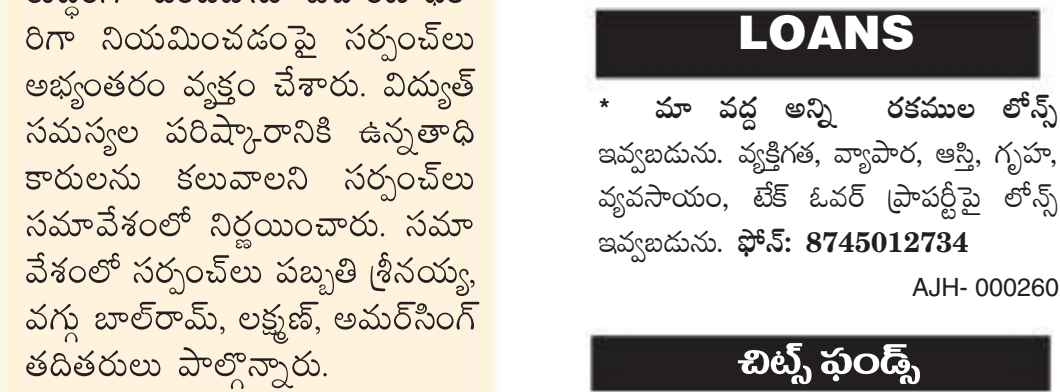 రిగా నియమించడంపై సర్పంచ్‌లు
అభ్యంతరం వ్యక్తం చేశారు. విద్యుత్
సమస్యల పరిష్కారానికి ఉన్నతాధి
కారులను కలువాలని సర్పంచ్‌లు
సమావేశంలో నిర్ణయించారు. సమా
వేశంలో సర్పంచ్‌లు పబ్బతి శ్రీనయ్య,
వగ్గు బాల్‌రామ్, లక్ష్మణ్, అమర్‌సింగ్
తదితరులు పాల్గొన్నారు.
LOANS
* మా వద్ద అన్ని రకముల లోన్స్
ఇవ్వబడును. వ్యక్తిగత, వ్యాపార, ఆస్తి, గృహ,
వ్యవసాయం, టేక్ ఓవర్ ప్రాపర్టీపై లోన్స్
ఇవ్వబడును. ఫోన్: 8745012734
AJH- 000260
చిట్స్ ఫండ్స్